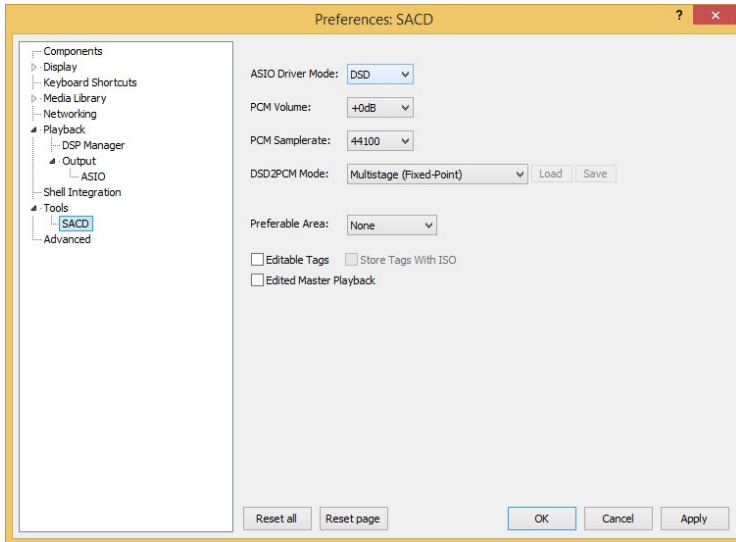 Preferences: SACD
?
×
Components
Display
Keyboard Shortcuts
Media Library
Networking
Playback
DSP Manager
Output
ASIO
Shell Integration
Tools
SACD
Advanced
ASIO Driver Mode: DSD
PCM Volume: +0dB
PCM Samplerate: 44100
DSD2PCM Mode: Multistage (Fixed-Point) Load Save
Preferable Area: None
Editable Tags Store Tags With ISO
Edited Master Playback
Reset all Reset page OK Cancel Apply